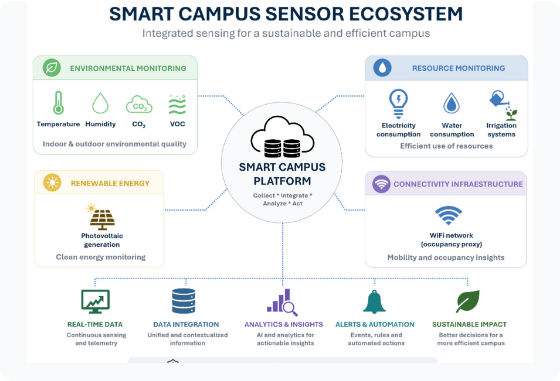 SMART CAMPUS SENSOR ECOSYSTEM
Integrated sensing for a sustainable and efficient campus
ENVIRONMENTAL MONITORING
Temperature
Humidity
CO₂
CO₂
VOC
Indoor & outdoor environmental quality
RESOURCE MONITORING
Electricity
consumption
Water
consumption
Irrigation
systems
Efficient use of resources
SMART CAMPUS
PLATFORM
Collect * Integrate *
Analyze * Act
RENEWABLE ENERGY
Photovoltaic
generation
Clean energy monitoring
CONNECTIVITY INFRAESTRUCTURE
WiFi network
(occupancy proxy)
Mobility and occupancy insights
REAL-TIME DATA
Continuous sensing
and telemetry
DATA INTEGRATION
Unified and contextualized
information
ANALYTICS & INSIGHTS
AI and analytics for
actionable insights
ALERTS & AUTOMATION
Events, rules and
automated actions
SUSTAINABLE IMPACT
Better decisions for a
more efficient campus